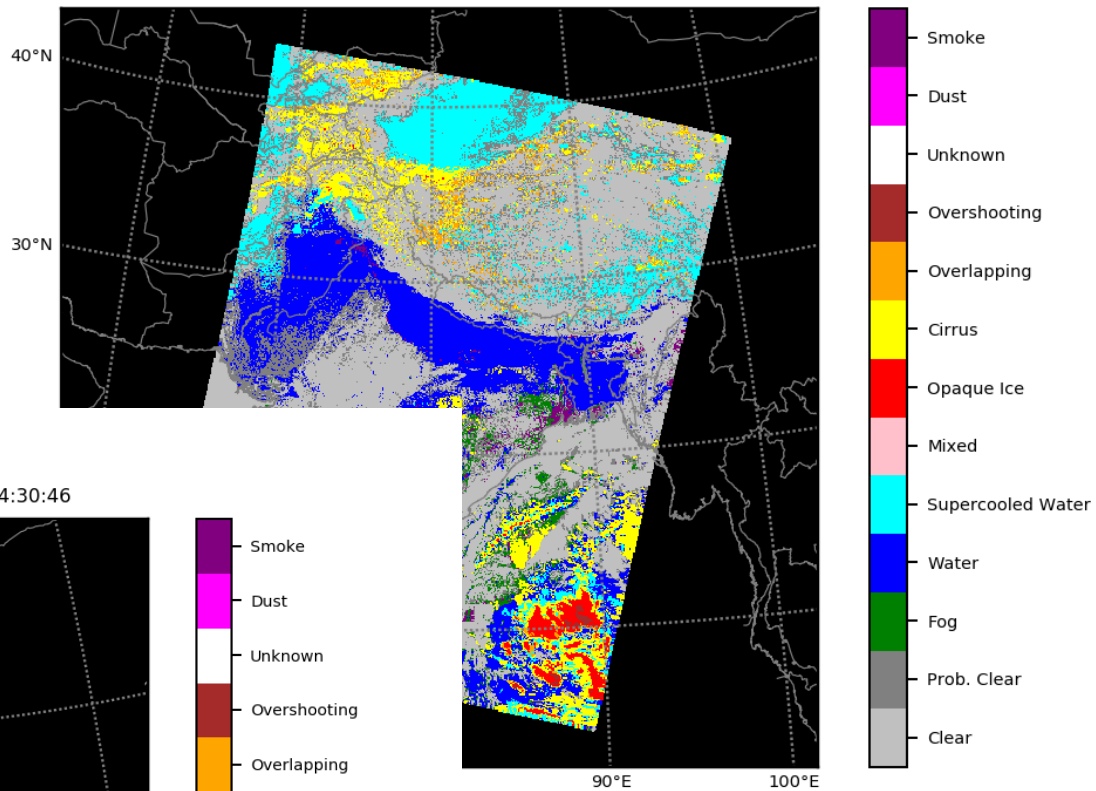 40°N
30°N
90°E
100°E
Smoke
Dust
Unknown
Overshooting
Overlapping
Cirrus
Opaque Ice
Mixed
Supercooled Water
Water
Fog
Prob. Clear
Clear
4:30:46
Smoke
Dust
Unknown
Overshooting
Overlapping